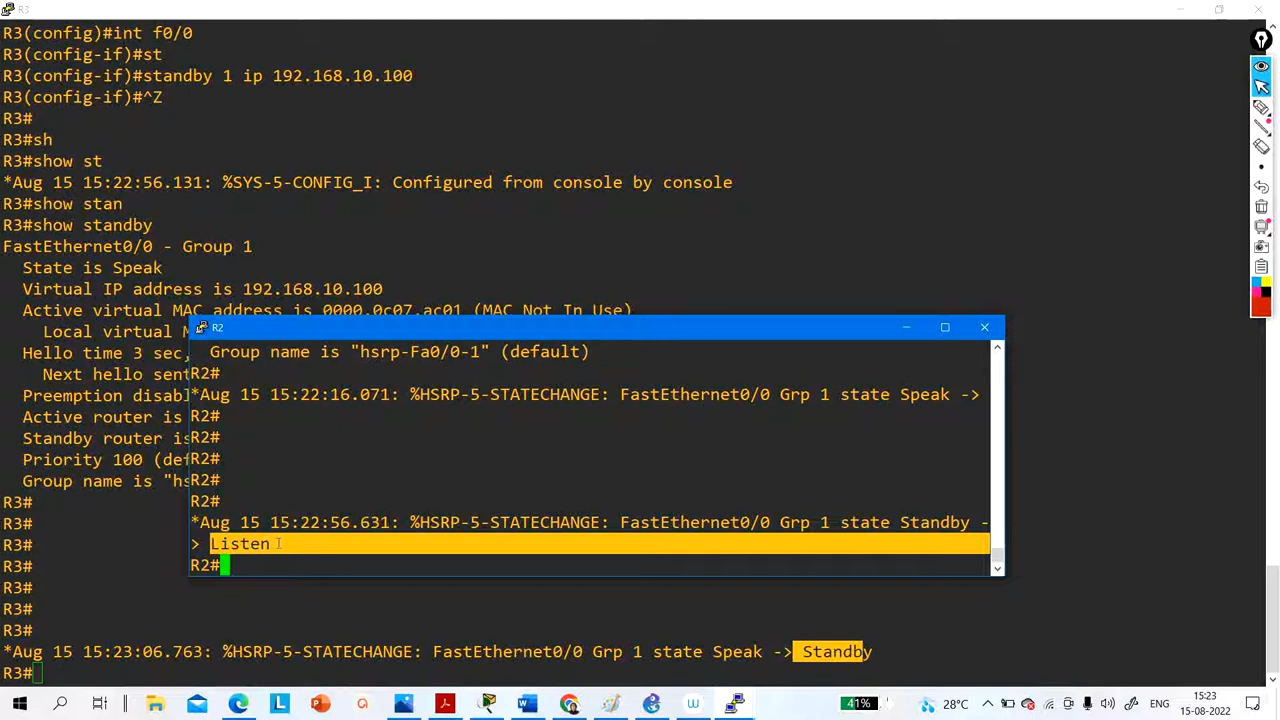 R3
R3(config)#int f0/0
R3(config-if)#st
R3(config-if)#standby 1 ip 192.168.10.100
R3(config-if)#^Z
R3#
R3#sh
R3#show st
*Aug 15 15:22:56.131: %SYS-5-CONFIG_I: Configured from console by console
R3#show stan
R3#show standby
FastEthernet0/0 - Group 1
State is Speak
Virtual IP address is 192.168.10.100
Active virtual MAC address is 0000.0c07.ac01 (MAC Not In Use)
Local virtual M
Hello time 3 sec,
Next hello sent
Preemption disabl
Active router is
Standby router is
Priority 100 (def
Group name is "hs
R3#
R3#
R3#
R3#
R3#
R3#
R3#
*Aug 15 15:23:06.763: %HSRP-5-STATECHANGE: FastEthernet0/0 Grp 1 state Speak -> Standby
R3#
R2
Group name is "hsrp-Fa0/0-1" (default)
R2#
*Aug 15 15:22:16.071: %HSRP-5-STATECHANGE: FastEthernet0/0 Grp 1 state Speak ->
R2#
R2#
R2#
R2#
R2#
*Aug 15 15:22:56.631: %HSRP-5-STATECHANGE: FastEthernet0/0 Grp 1 state Standby -
> Listen
R2#
41%
28°C
ENG
15:23
15-08-2022